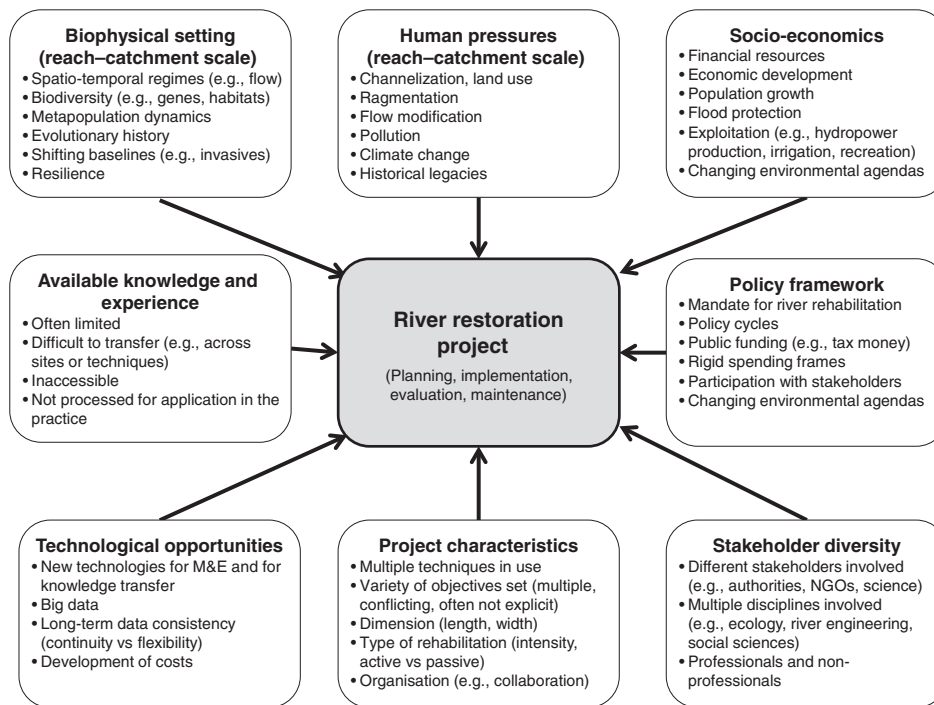 Biophysical setting
(reach–catchment scale)
• Spatio-temporal regimes (e.g., flow)
• Biodiversity (e.g., genes, habitats)
• Metapopulation dynamics
• Evolutionary history
• Shifting baselines (e.g., invasives)
• Resilience
Human pressures
(reach–catchment scale)
• Channelization, land use
• Ragmentation
• Flow modification
• Pollution
• Climate change
• Historical legacies
Socio-economics
• Financial resources
• Economic development
• Population growth
• Flood protection
• Exploitation (e.g., hydropower
production, irrigation, recreation)
• Changing environmental agendas
Available knowledge and
experience
• Often limited
• Difficult to transfer (e.g., across
sites or techniques)
• Inaccessible
• Not processed for application in the
practice
River restoration
project
(Planning, implementation,
evaluation, maintenance)
Policy framework
• Mandate for river rehabilitation
• Policy cycles
• Public funding (e.g., tax money)
• Rigid spending frames
• Participation with stakeholders
• Changing environmental agendas
Technological opportunities
• New technologies for M&E and for
knowledge transfer
• Big data
• Long-term data consistency
(continuity vs flexibility)
• Development of costs
Project characteristics
• Multiple techniques in use
• Variety of objectives set (multiple,
conflicting, often not explicit)
• Dimension (length, width)
• Type of rehabilitation (intensity,
active vs passive)
• Organisation (e.g., collaboration)
Stakeholder diversity
• Different stakeholders involved
(e.g., authorities, NGOs, science)
• Multiple disciplines involved
(e.g., ecology, river engineering,
social sciences)
• Professionals and non-
professionals